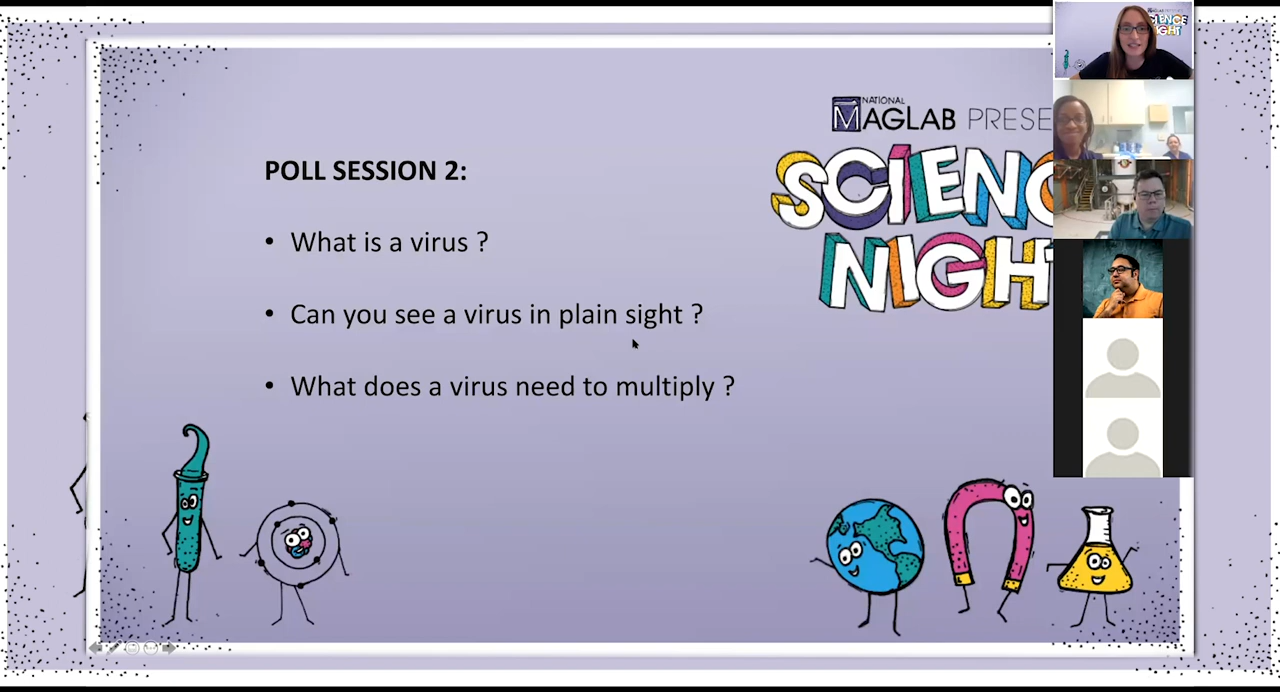 NATIONAL
MAGLAB PRESE
SCIENC
NIGHT
POLL SESSION 2:
• What is a virus ?
• Can you see a virus in plain sight ?
• What does a virus need to multiply ?